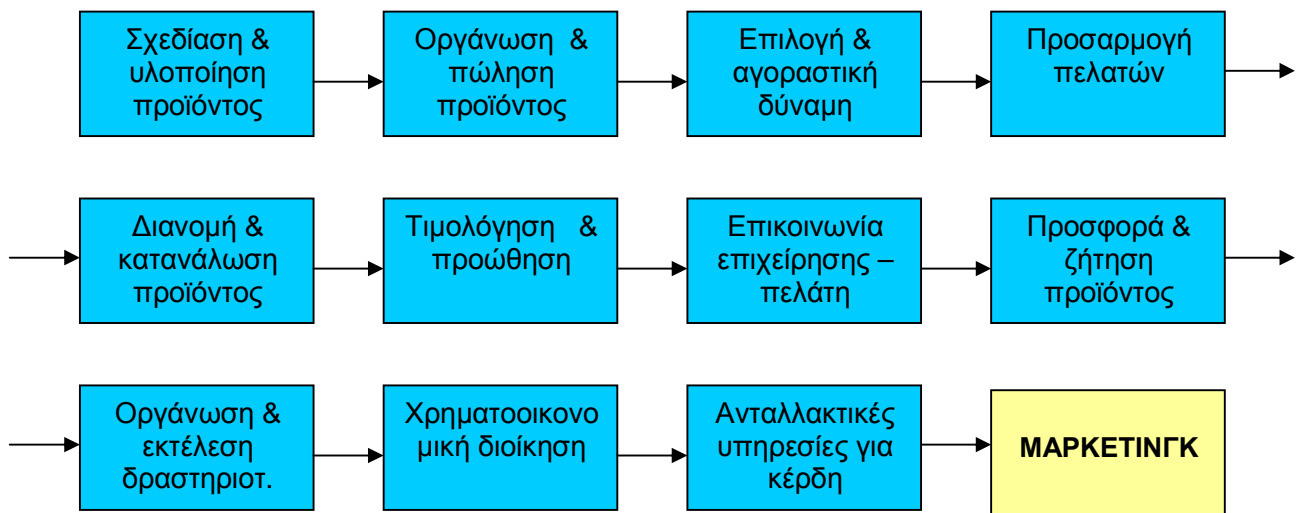 Σχεδίαση &
υλοποίηση
προϊόντος
Οργάνωση &
πώληση
προϊόντος
Επιλογή &
αγοραστική
δύναμη
Προσαρμογή
πελατών
Διανομή &
κατανάλωση
προϊόντος
Τιμολόγηση &
προώθηση
Επικοινωνία
επιχείρησης –
πελάτη
Προσφορά &
ζήτηση
προϊόντος
Οργάνωση &
εκτέλεση
δραστηριοτ.
Χρηματοοικονο
μική διοίκηση
Ανταλλακτικές
υπηρεσίες για
κέρδη
ΜΑΡΚΕΤΙΝΓΚ